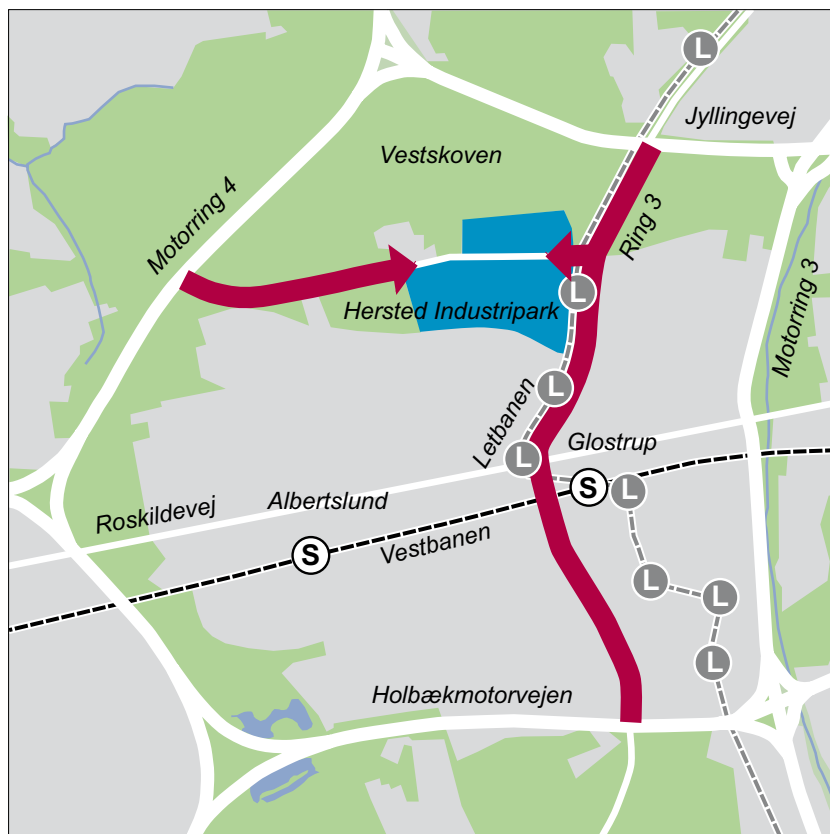 L
Jyllingevej
Vestskoven
Motorring 4
Ring 3
Motorring 3
L
Hersted Industripark
L
Letbanen
Glostrup
L
S
L
Albertslund
Roskildevej
Vestbanen
S
L
L
L
Holbækmotorvejen